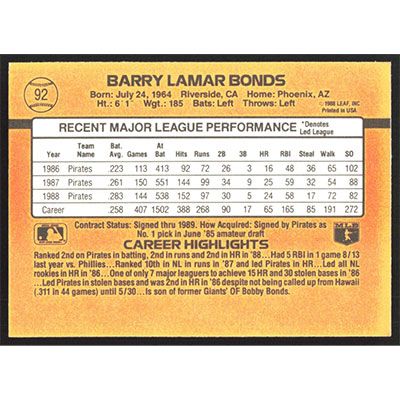 92
BARRY LAMAR BONDS
Born: July 24, 1964 Riverside, CA Home: Phoenix, AZ
Ht.: 6'1" Wgt.: 185 Bats: Left Throws: Left
© 1988 LEAF, INC.
Printed in USA
RECENT MAJOR LEAGUE PERFORMANCE *Denotes Led League
Year Team Name Bat. Avg. Games At Bat Hits Runs 2B 3B HR RBI Steal Walk SO
1986 Pirates .223 113 413 92 72 26 3 16 48 36 65 102
1987 Pirates .261 150 551 144 99 34 9 25 59 32 54 88
1988 Pirates .283 144 538 152 97 30 5 24 58 17 72 82
Career .258 407 1502 388 268 90 17 65 165 85 191 272
Contract Status: Signed thru 1989. How Acquired: Signed by Pirates as
No. 1 pick in June '85 amateur draft
MLB
CAREER HIGHLIGHTS
Ranked 2nd on Pirates in batting, 2nd in runs and 2nd in HR in '88...Had 5 RBI in 1 game 8/13
last year vs. Phillies...Ranked 10th in NL in runs in '87 and led Pirates in HR...Led all NL
rookies in HR in '86...One of only 7 major leaguers to achieve 15 HR and 30 stolen bases in '86
...Led Pirates in stolen bases and was 2nd in HR in '86 despite not being called up from Hawaii
(.311 in 44 games) until 5/30...Is son of former Giants' OF Bobby Bonds.